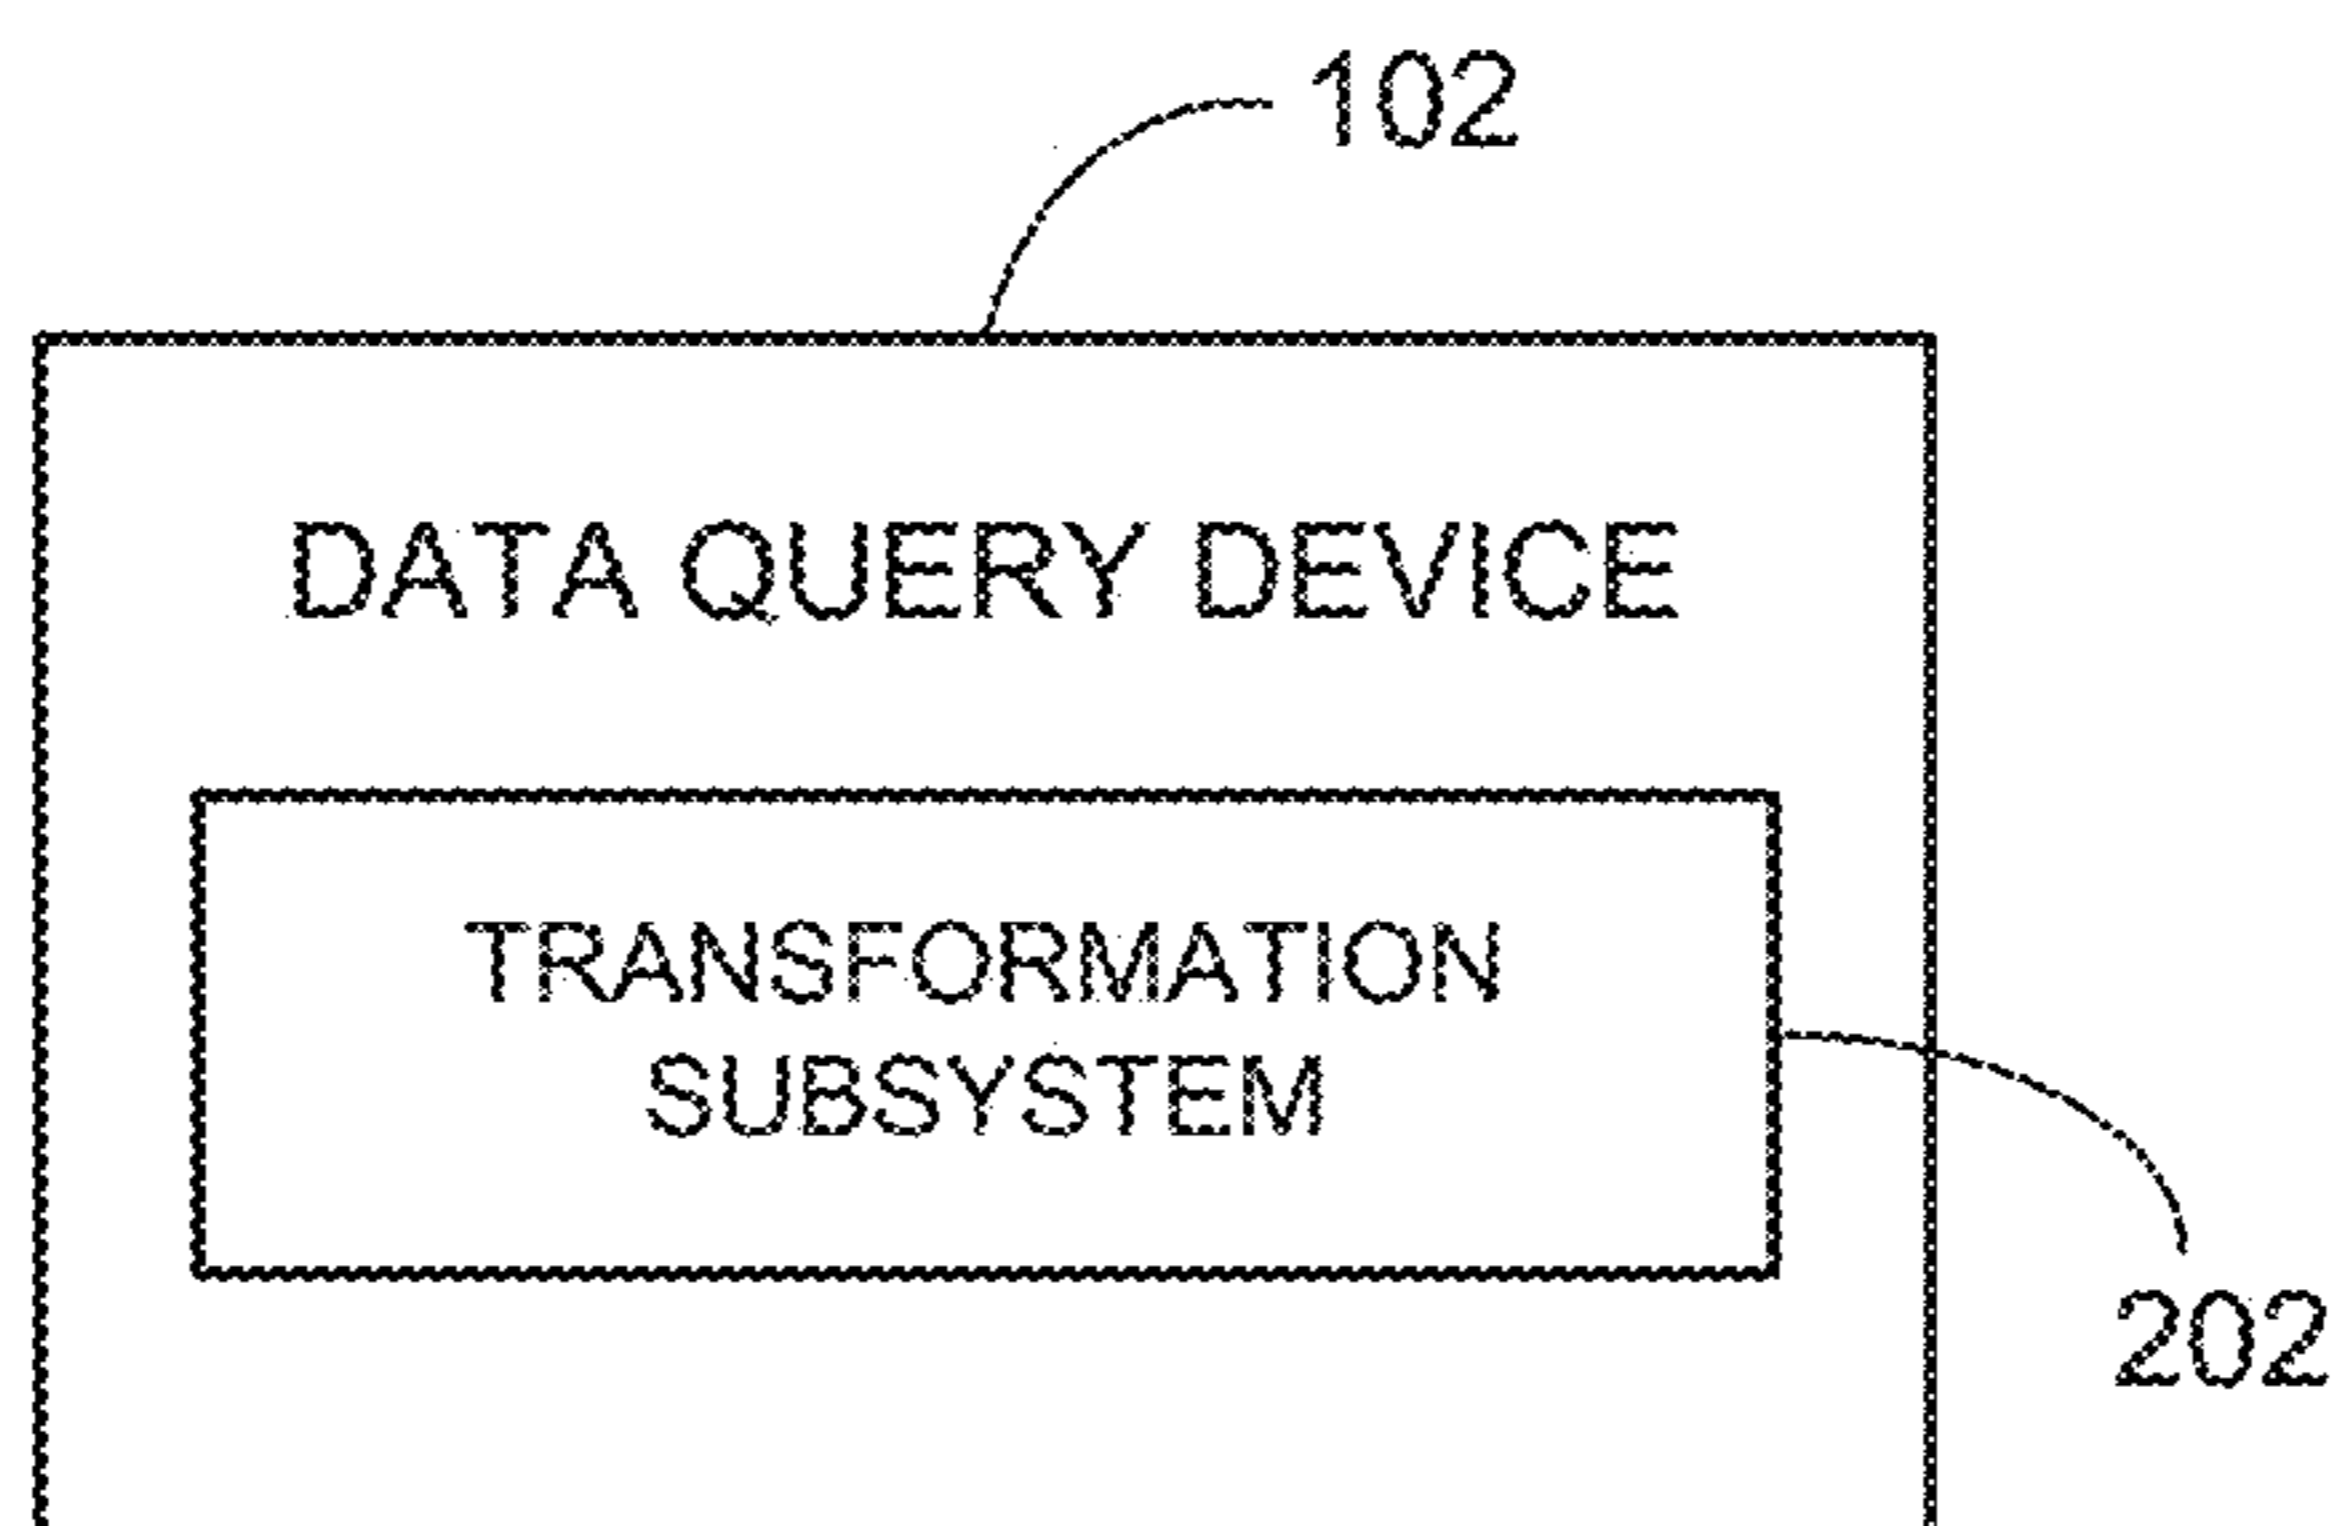 102
DATA QUERY DEVICE
TRANSFORMATION
SUBSYSTEM
202